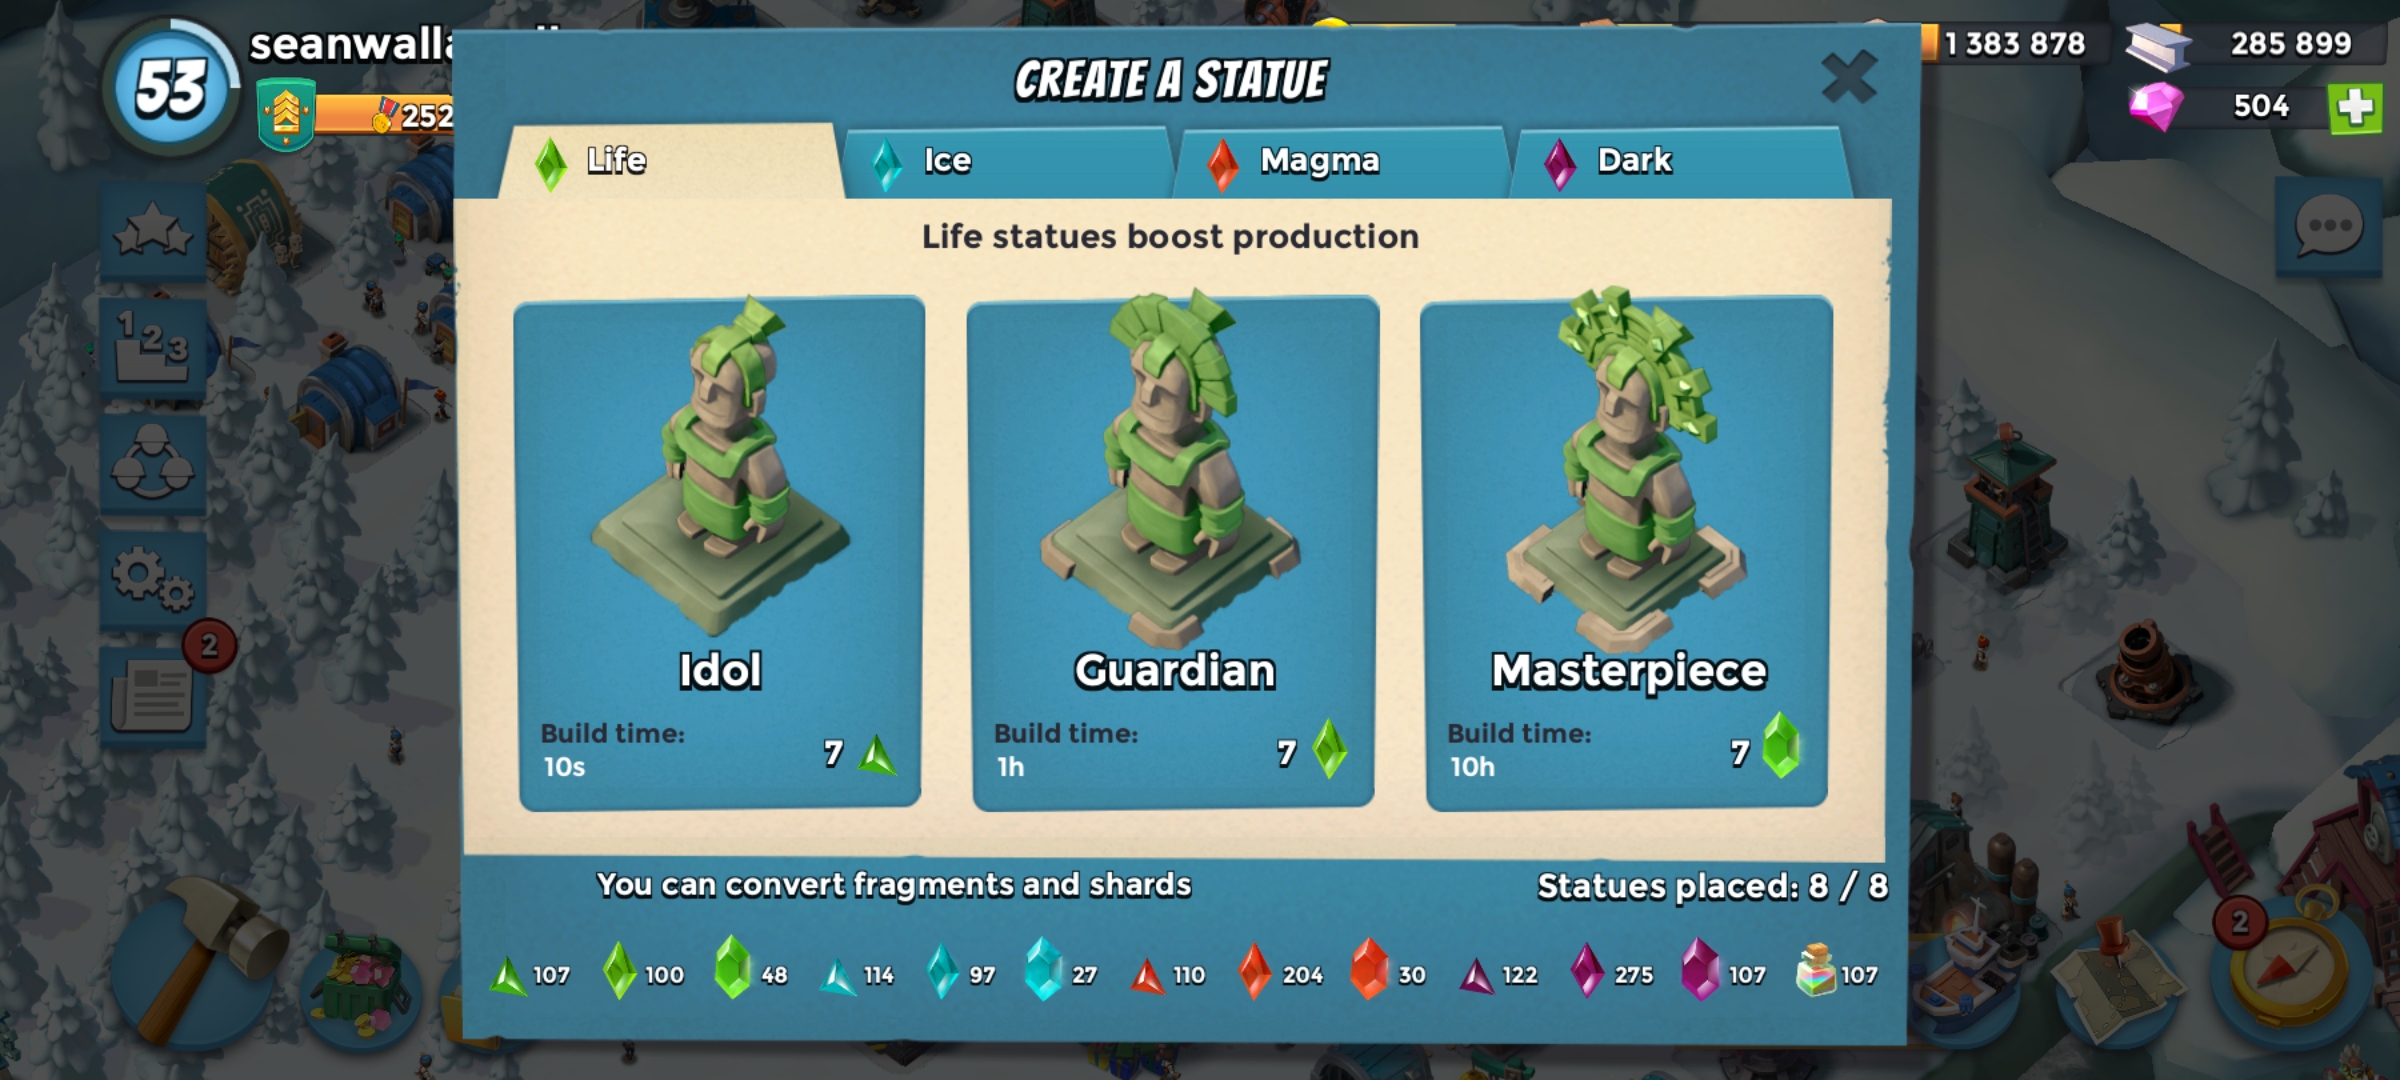 53
252
1 383 878
285 899
504
CREATE A STATUE
Life
Ice
Magma
Dark
Life statues boost production
Idol
Build time:
10s
7
Guardian
Build time:
1h
7
Masterpiece
Build time:
10h
7
You can convert fragments and shards
Statues placed: 8 / 8
107 100 48 114 97 27 110 204 30 122 275 107 107
1 2 3
2
2